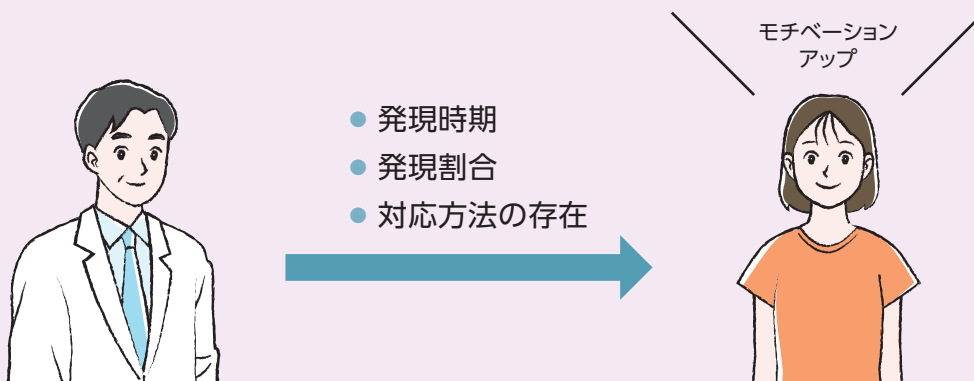 モチベーション
アップ
● 発現時期
● 発現割合
● 対応方法の存在